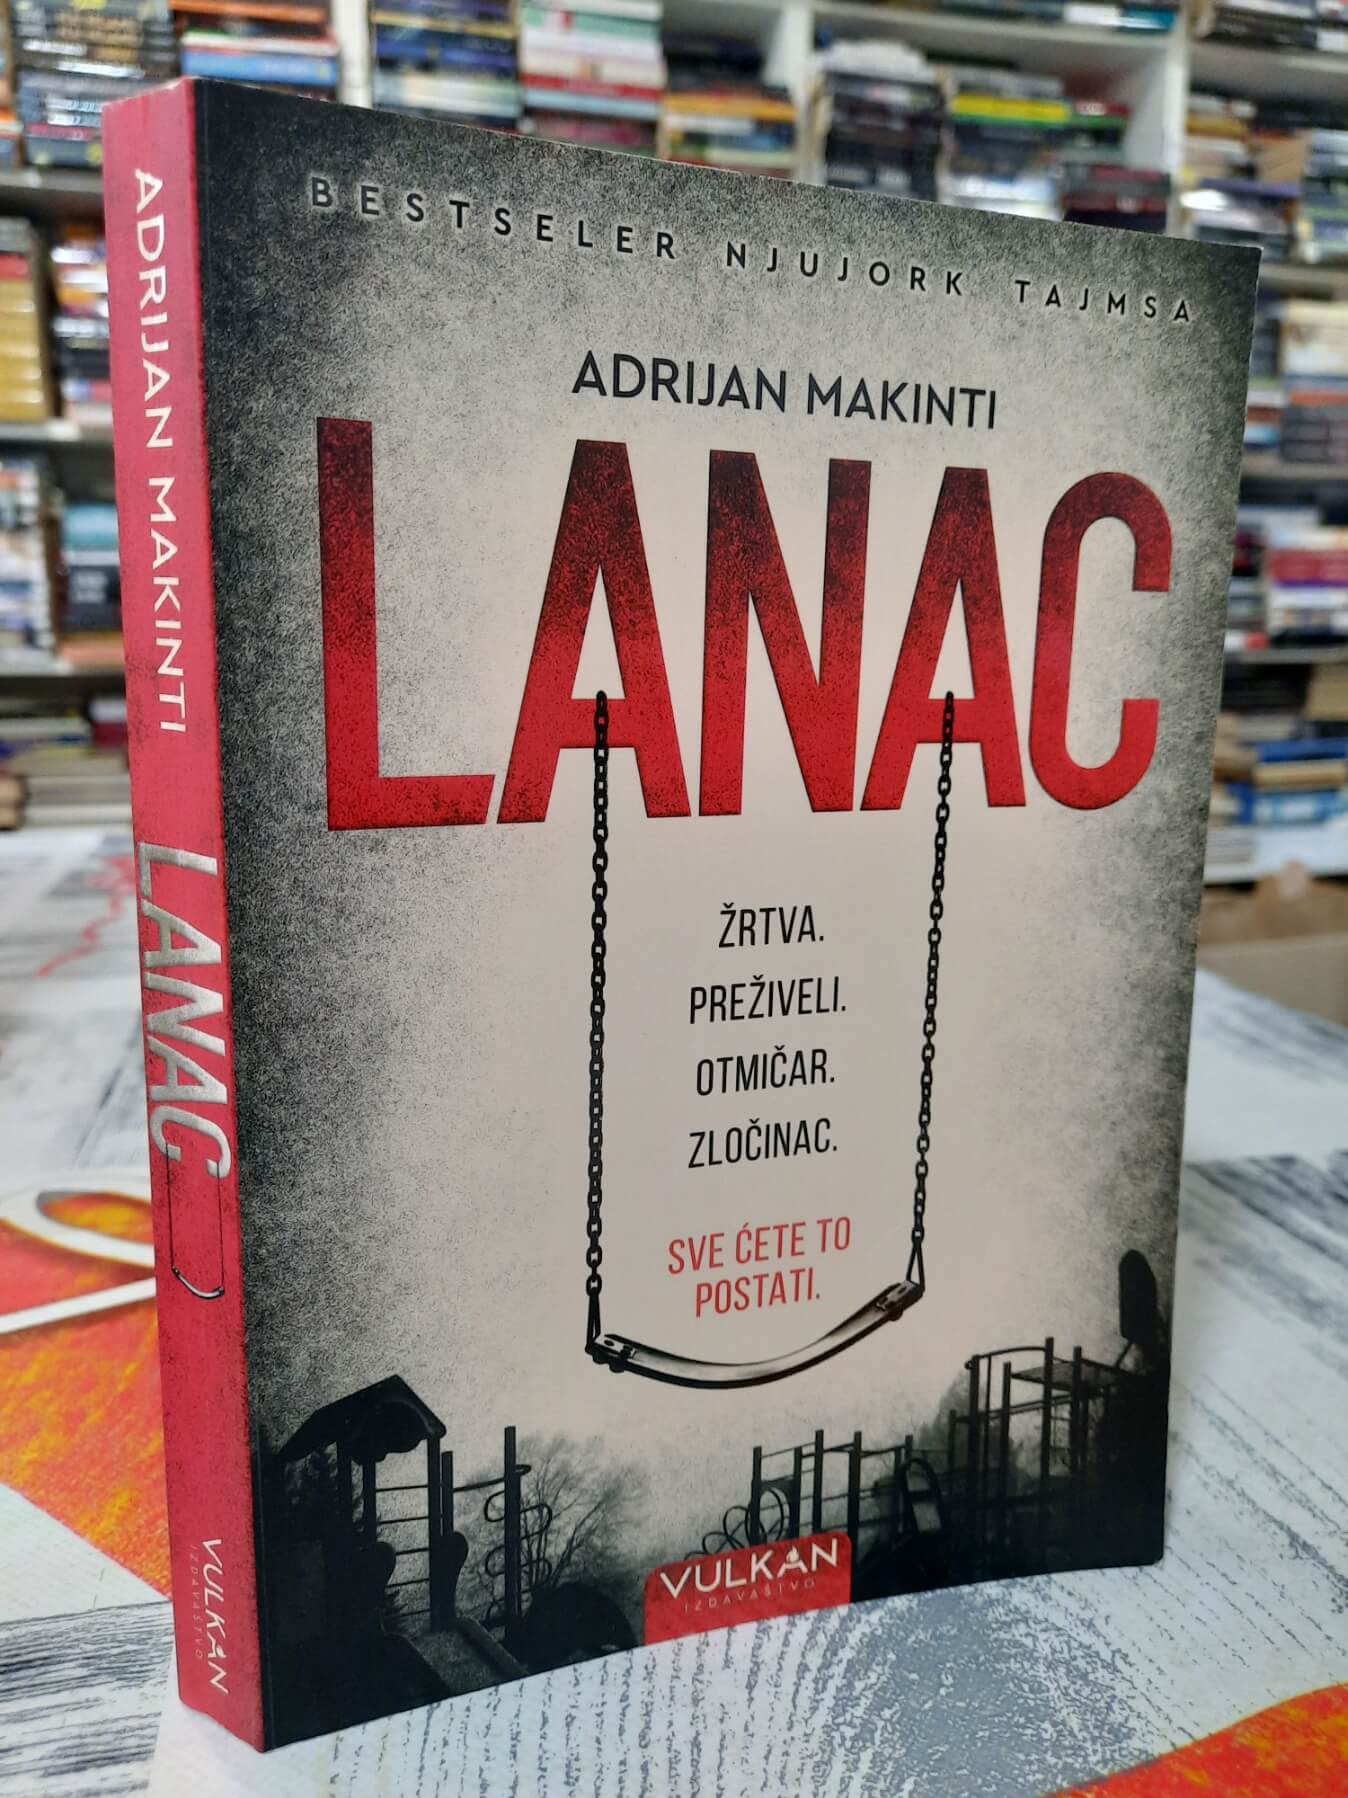 BESTSELER NJUJORK TAJMSA
ADRIJAN MAKINTI
LANAC
ŽRTVA.
PREŽIVELI.
OTMIČAR.
ZLOČINAC.
SVE ĆETE TO
POSTATI.
VULKAN
IZDAVAŠTVO
ADRIJAN MAKINTI
LANAC
VULKAN
IZDAVAŠTVO